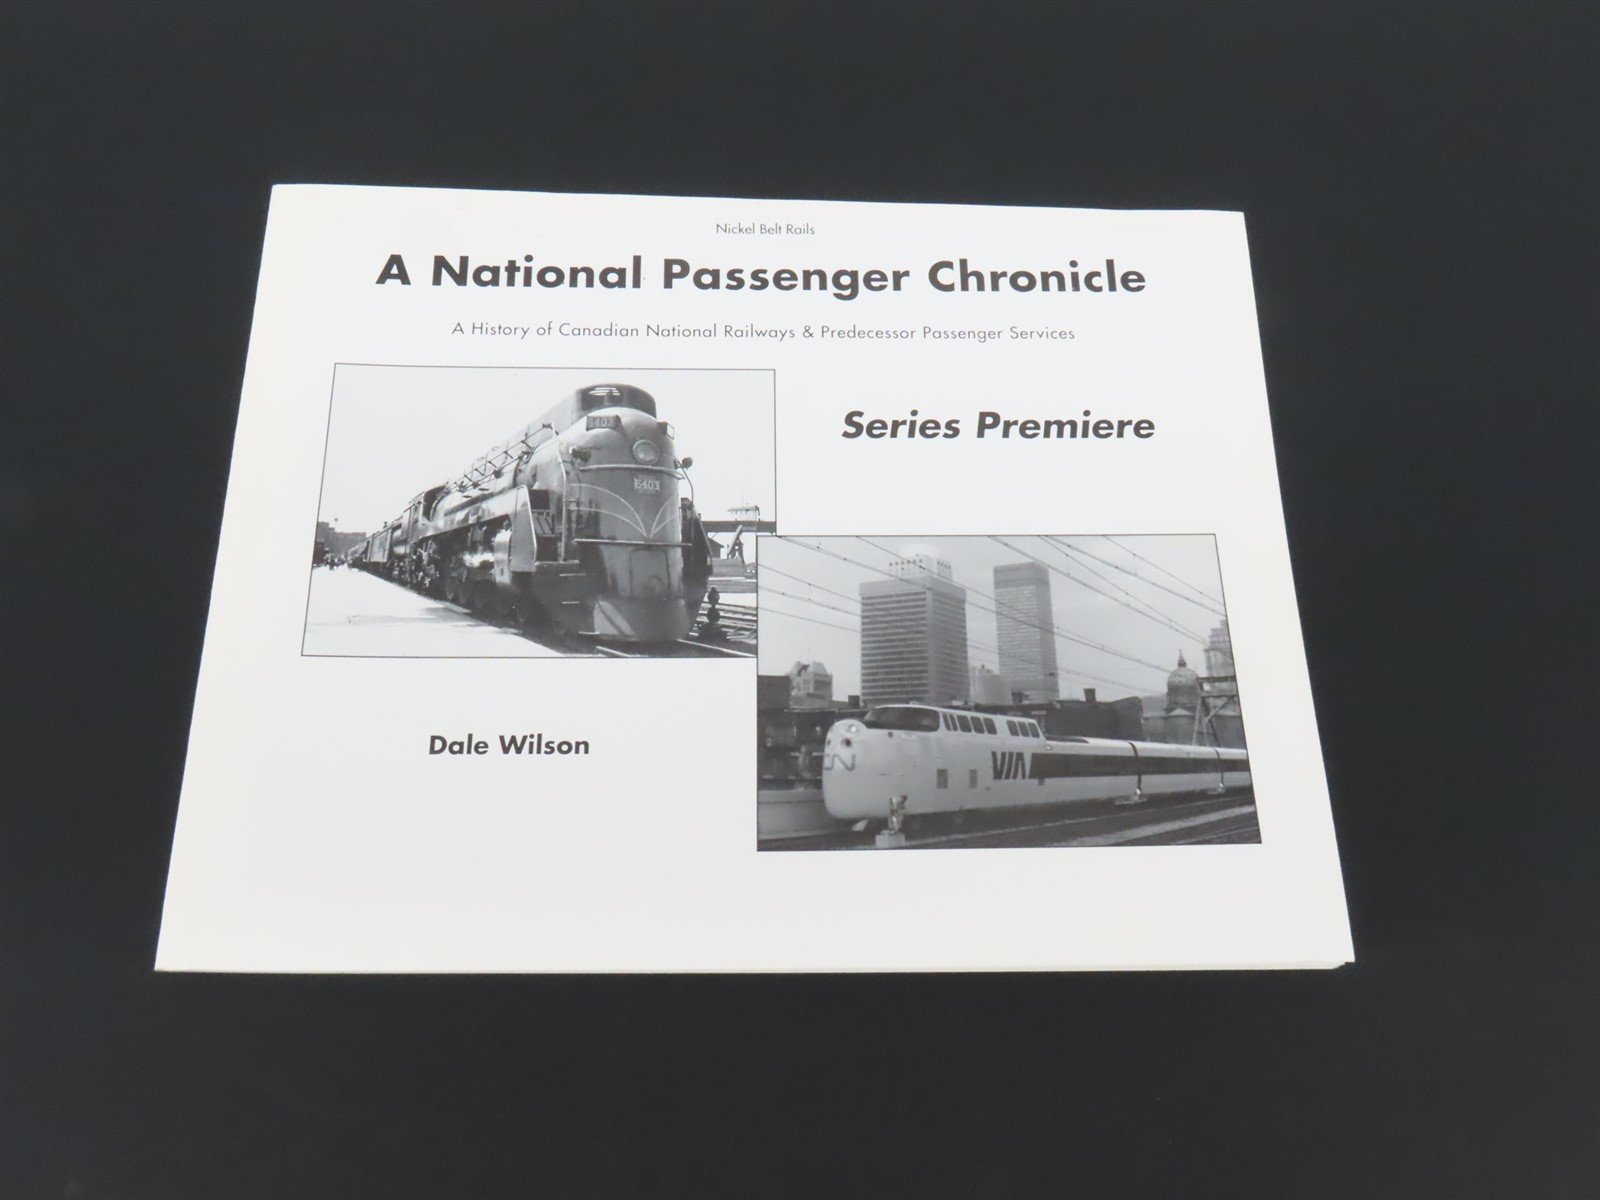 Nickel Belt Rails
A National Passenger Chronicle
A History of Canadian National Railways & Predecessor Passenger Services
Series Premiere
6403
6403
VIA
Dale Wilson